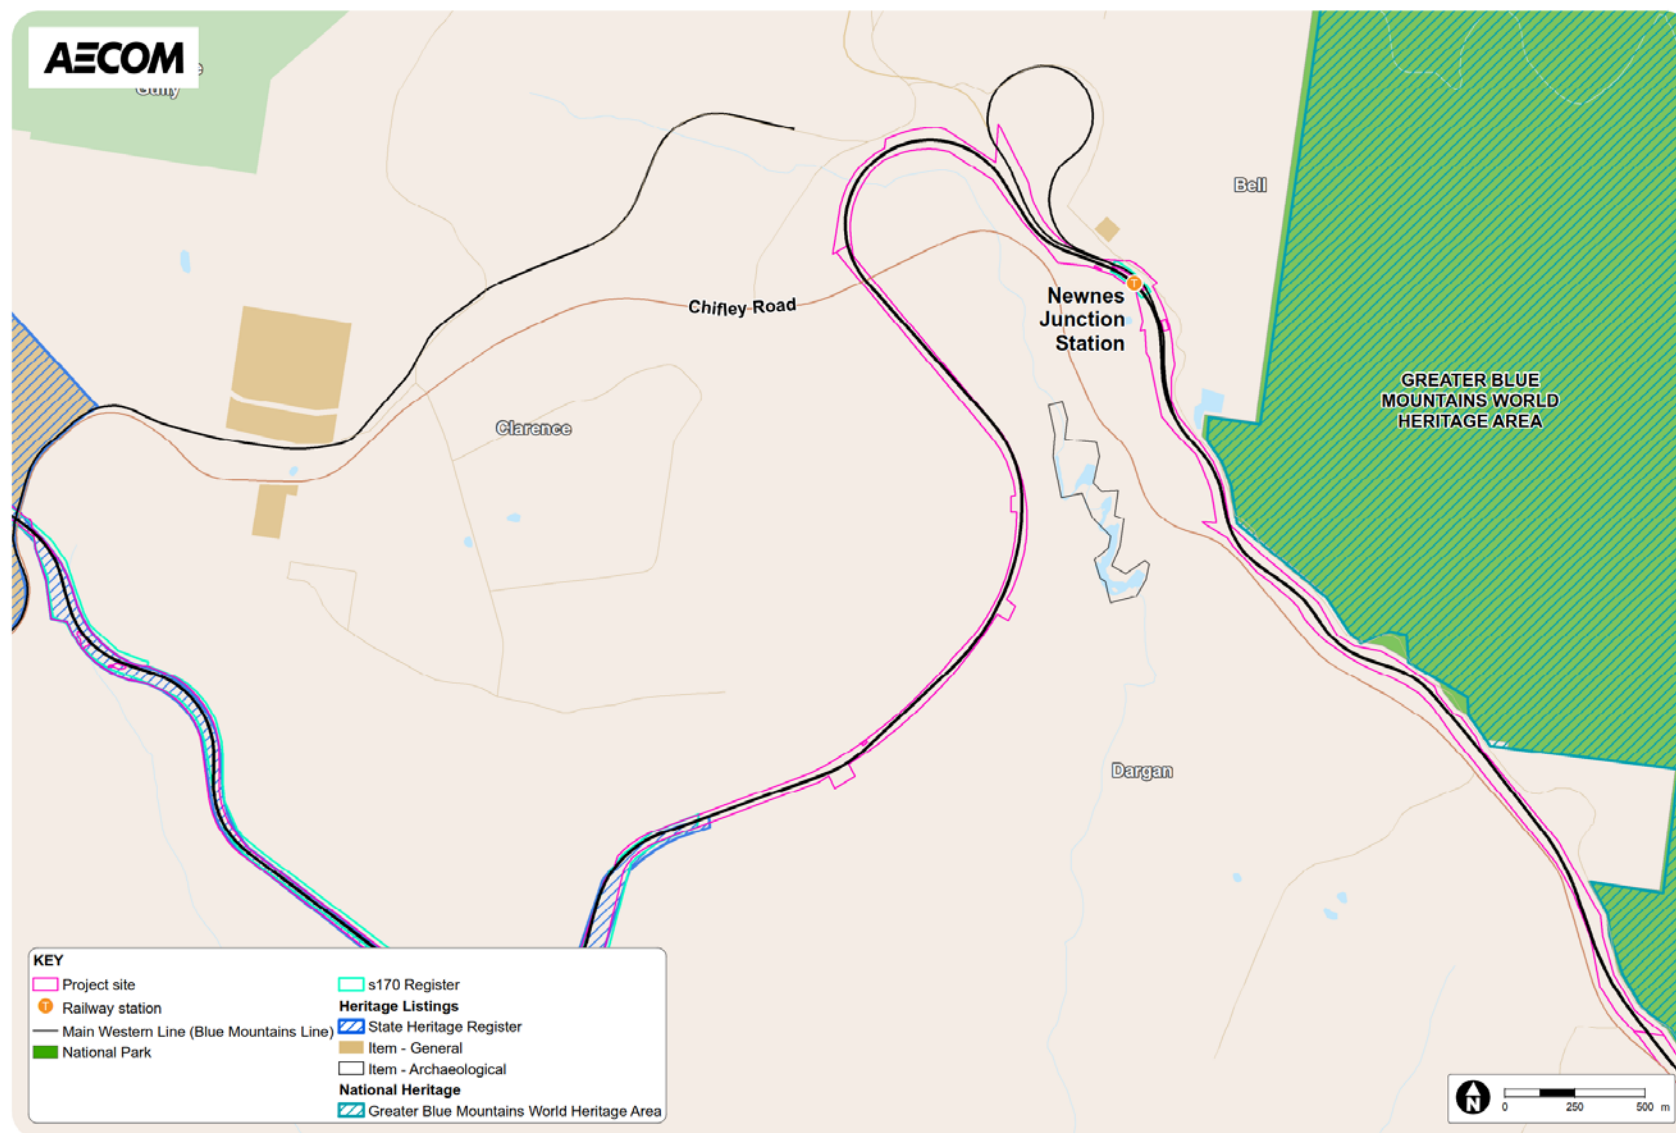 AECOM
Gully
Bell
Chifley Road
Newnes
Junction
Station
GREATER BLUE
MOUNTAINS WORLD
HERITAGE AREA
Clarence
Dargan
KEY
Project site
T Railway station
Main Western Line (Blue Mountains Line)
National Park
s170 Register
Heritage Listings
State Heritage Register
Item - General
Item - Archaeological
National Heritage
Greater Blue Mountains World Heritage Area
N
0 250 500 m